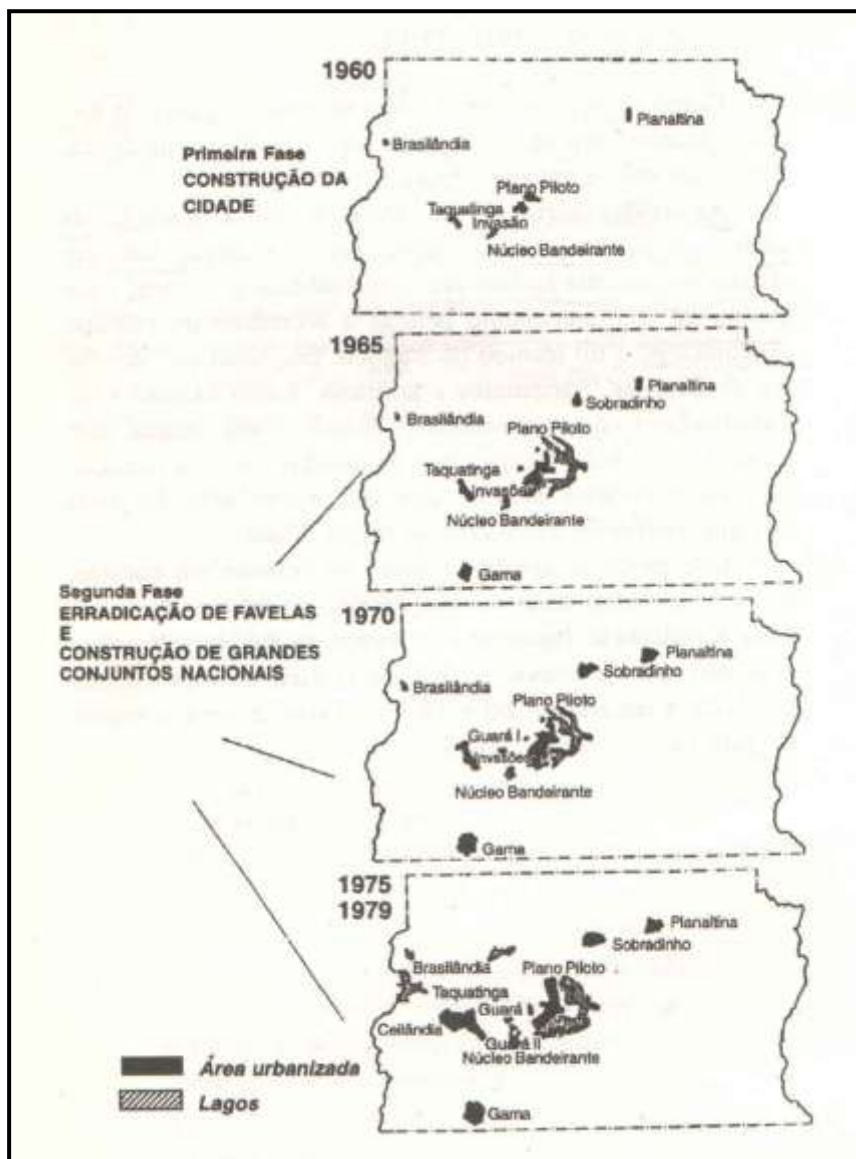 1960
Planaltina
Brasilândia
Primeira Fase
CONSTRUÇÃO DA
CIDADE
Plano Piloto
Taquatinga
Invasão
Núcleo Bandeirante
1965
Planaltina
Sobradinho
Brasilândia
Plano Piloto
Taquatinga
Invasões
Núcleo Bandeirante
Gama
Segunda Fase
ERRADICAÇÃO DE FAVELAS
E
CONSTRUÇÃO DE GRANDES
CONJUNTOS NACIONAIS
1970
Planaltina
Sobradinho
Brasilândia
Plano Piloto
Guará I
Invasões
Núcleo Bandeirante
Gama
1975
1979
Planaltina
Sobradinho
Brasilândia
Plano Piloto
Taquatinga
Guará I
Ceilândia
Guará II
Núcleo Bandeirante
Área urbanizada
Lagos
Gama